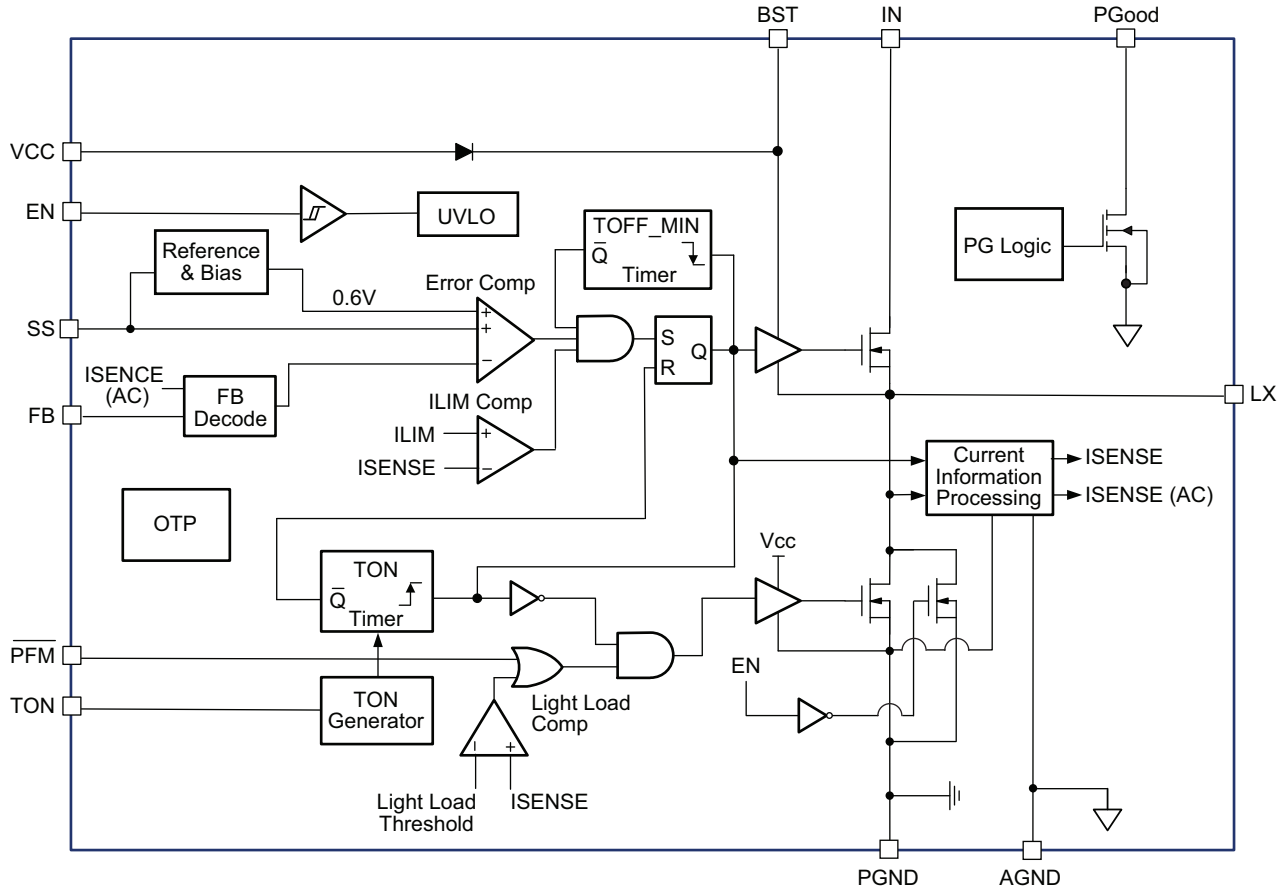 BST
IN
PGood
VCC
EN
UVLO
TOFF_MIN
Q̅
Timer
PG Logic
Reference
& Bias
Error Comp
0.6V
+
+
−
SS
S
R
Q
ISENCE
(AC)
FB
Decode
FB
LX
ILIM Comp
ILIM
+
ISENSE
−
Current
Information
Processing
ISENSE
ISENSE (AC)
OTP
Vcc
TON
Q̅
Timer
P̅F̅M̅
EN
TON
TON
Generator
Light Load
Comp
−
+
Light Load
Threshold
ISENSE
PGND
AGND